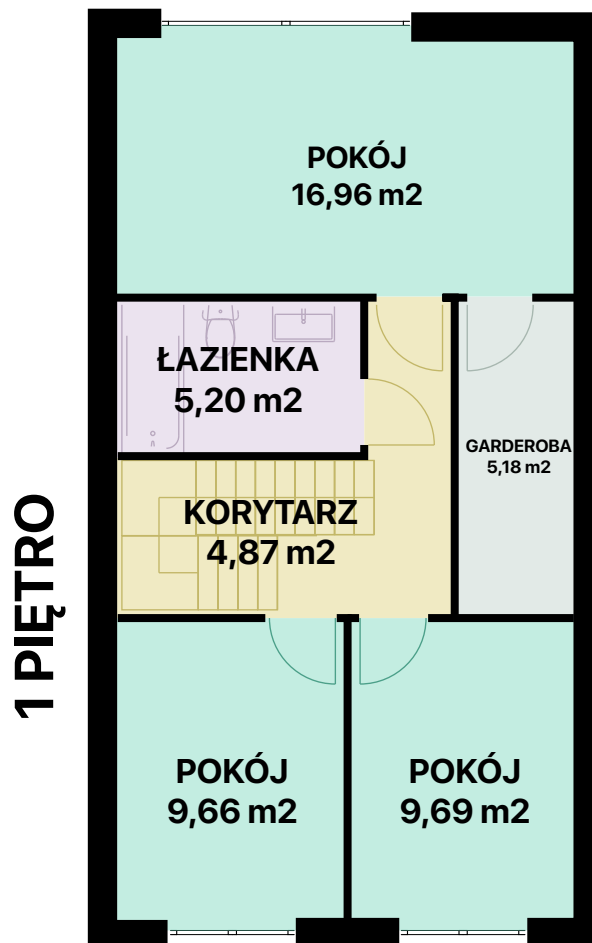 POKÓJ
16,96 m2
ŁAZIENKA
5,20 m2
GARDEROBA
5,18 m2
KORYTARZ
4,87 m2
1 PIĘTRO
POKÓJ
9,66 m2
POKÓJ
9,69 m2